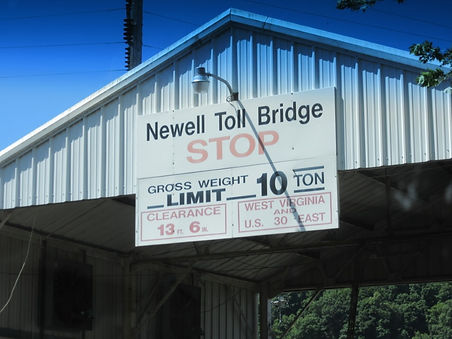 Newell Toll Bridge
STOP
GROSS WEIGHT 10 TON
LIMIT
CLEARANCE
13 FT. 6 IN.
WEST VIRGINIA
AND
U.S. 30 EAST